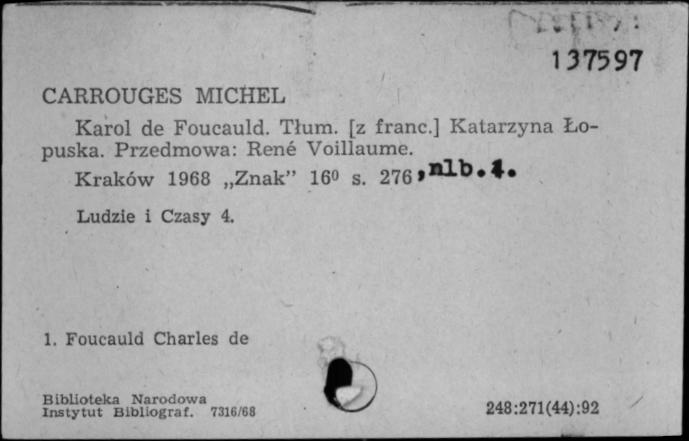 137597
CARROUGES MICHEL
Karol de Foucauld. Tłum. [z franc.] Katarzyna Ło-
puska. Przedmowa: René Voillaume.
Kraków 1968 „Znak” 16⁰ s. 276, nlb. 1.
Ludzie i Czasy 4.
1. Foucauld Charles de
Biblioteka Narodowa
Instytut Bibliograf. 7316/68
248:271(44):92